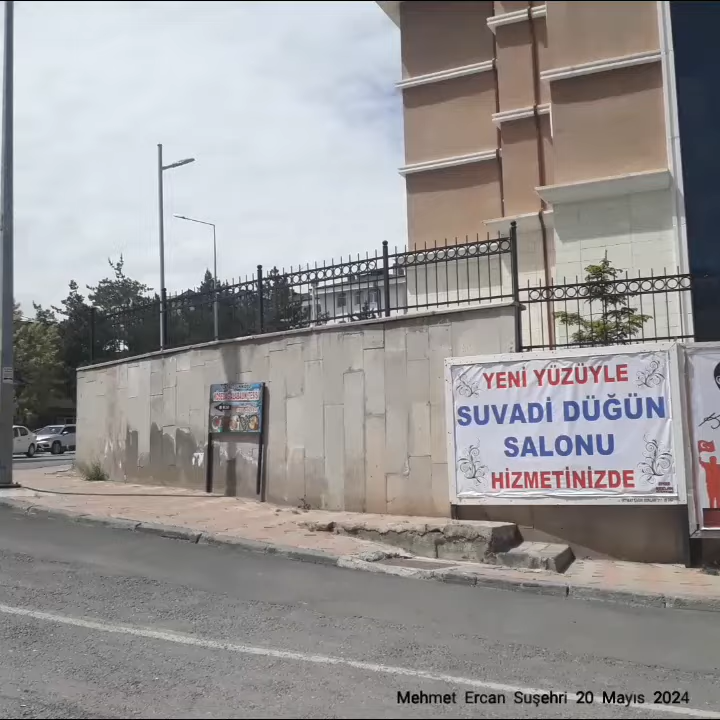 YENİ YÜZÜYLE
SUVADİ DÜĞÜN
SALONU
HİZMETİNİZDE
Mehmet Ercan Suşehri 20 Mayıs 2024